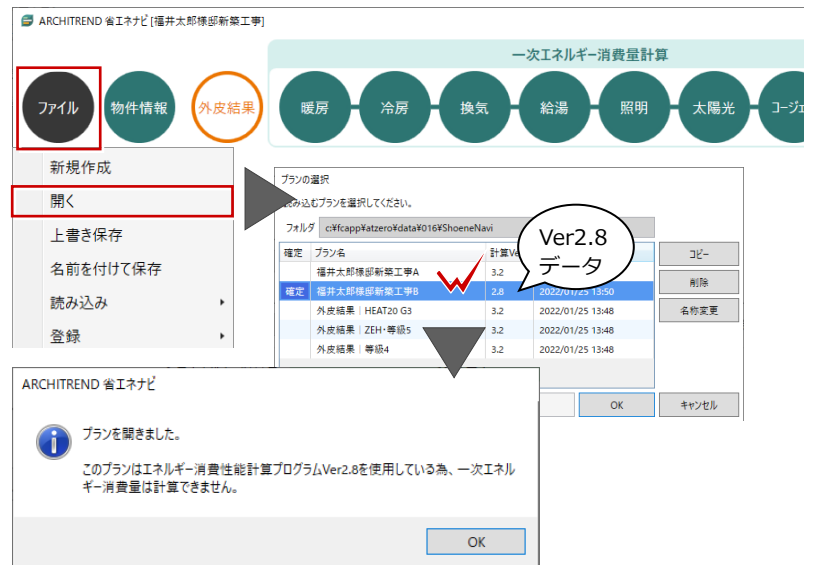 ARCHITREND 省エネナビ [福井太郎様邸新築工事]
一次エネルギー消費量計算
ファイル 物件情報 外皮結果 暖房 冷房 換気 給湯 照明 太陽光
新規作成
開く
上書き保存
名前を付けて保存
読み込み
登録
プランの選択
込むプランを選択してください。
フォルダ c:¥fcapp¥atzero¥data¥016¥ShoeneNavi
Ver2.8
データ
確定 プラン名 計算Ve
福井太郎様邸新築工事A 3.2
確定 福井太郎様邸新築工事B 2.8 2022/01/25 13:50
外皮結果｜HEAT20 G3 3.2 2022/01/25 13:48
外皮結果｜ZEH・等級5 3.2 2022/01/25 13:48
外皮結果｜等級4 3.2 2022/01/25 13:48
コピー
削除
名称変更
OK キャンセル
ARCHITREND 省エネナビ
プランを開きました。
このプランはエネルギー消費性能計算プログラムVer2.8を使用している為、一次エネル
ギー消費量は計算できません。
OK